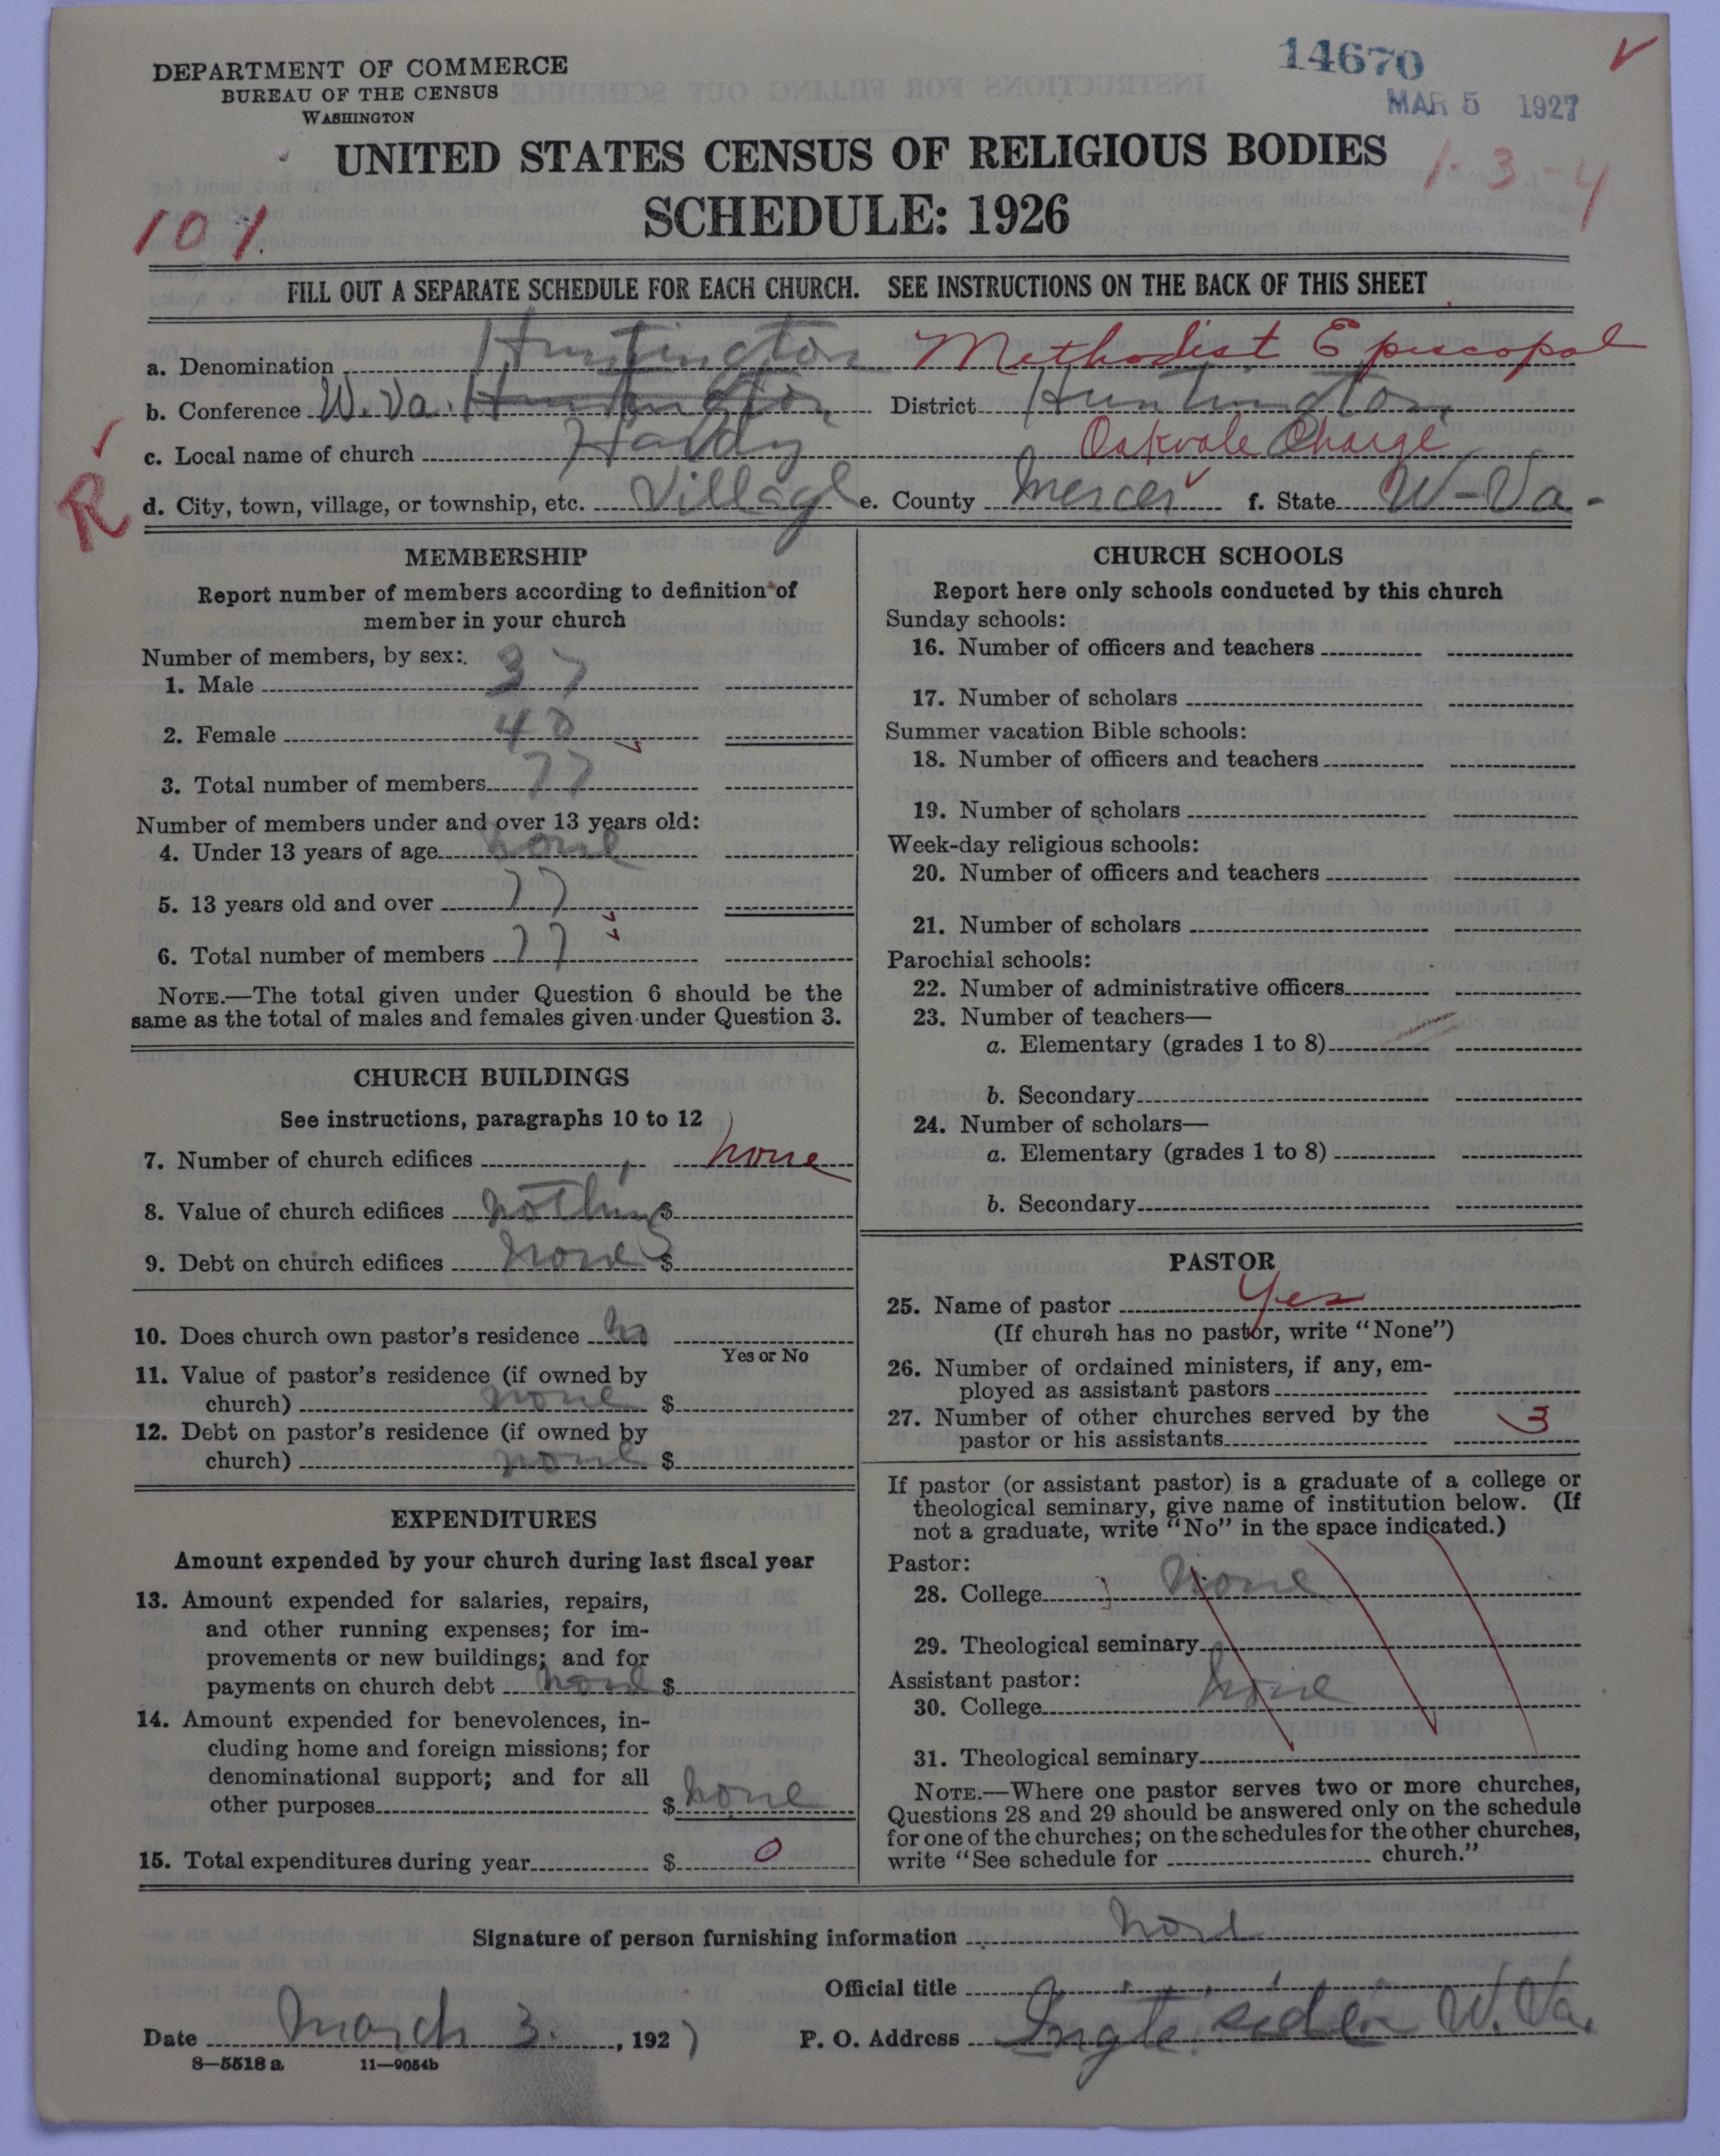 14670
MAR 5 1927
DEPARTMENT OF COMMERCE
BUREAU OF THE CENSUS
WASHINGTON
UNITED STATES CENSUS OF RELIGIOUS BODIES
1-3-4
SCHEDULE: 1926
101.
FILL OUT A SEPARATE SCHEDULE FOR EACH CHURCH. SEE INSTRUCTIONS ON THE BACK OF THIS SHEET
a. Denomination Huntington Methodist Episcopal
b. Conference W. Va. Huntington District Huntington
c. Local name of church Hardy Oakvale Charge
R
d. City, town, village, or township, etc. Village e. County Mercer f. State W-Va-
MEMBERSHIP
Report number of members according to definition of
member in your church
Number of members, by sex:
1. Male 37
2. Female 40
3. Total number of members 77
Number of members under and over 13 years old:
4. Under 13 years of age none
5. 13 years old and over 77
6. Total number of members 77
NOTE.—The total given under Question 6 should be the
same as the total of males and females given under Question 3.
CHURCH BUILDINGS
See instructions, paragraphs 10 to 12
7. Number of church edifices none
8. Value of church edifices nothing $
9. Debt on church edifices none $
10. Does church own pastor's residence no
Yes or No
11. Value of pastor's residence (if owned by
church) none $
12. Debt on pastor's residence (if owned by
church) none $
EXPENDITURES
Amount expended by your church during last fiscal year
13. Amount expended for salaries, repairs,
and other running expenses; for im-
provements or new buildings; and for
payments on church debt none $
14. Amount expended for benevolences, in-
cluding home and foreign missions; for
denominational support; and for all
other purposes $ none
15. Total expenditures during year $ 0
CHURCH SCHOOLS
Report here only schools conducted by this church
Sunday schools:
16. Number of officers and teachers
17. Number of scholars
Summer vacation Bible schools:
18. Number of officers and teachers
19. Number of scholars
Week-day religious schools:
20. Number of officers and teachers
21. Number of scholars
Parochial schools:
22. Number of administrative officers
23. Number of teachers—
a. Elementary (grades 1 to 8)
b. Secondary
24. Number of scholars—
a. Elementary (grades 1 to 8)
b. Secondary
PASTOR
25. Name of pastor Yes
(If church has no pastor, write "None")
26. Number of ordained ministers, if any, em-
ployed as assistant pastors
27. Number of other churches served by the
pastor or his assistants 3
If pastor (or assistant pastor) is a graduate of a college or
theological seminary, give name of institution below. (If
not a graduate, write "No" in the space indicated.)
Pastor:
28. College none
29. Theological seminary
Assistant pastor:
30. College none
31. Theological seminary
NOTE.—Where one pastor serves two or more churches,
Questions 28 and 29 should be answered only on the schedule
for one of the churches; on the schedules for the other churches,
write "See schedule for church."
Signature of person furnishing information none
Official title
Date March 3. , 1927 P. O. Address Ingleside W. Va.
8—5518 a 11—9054b